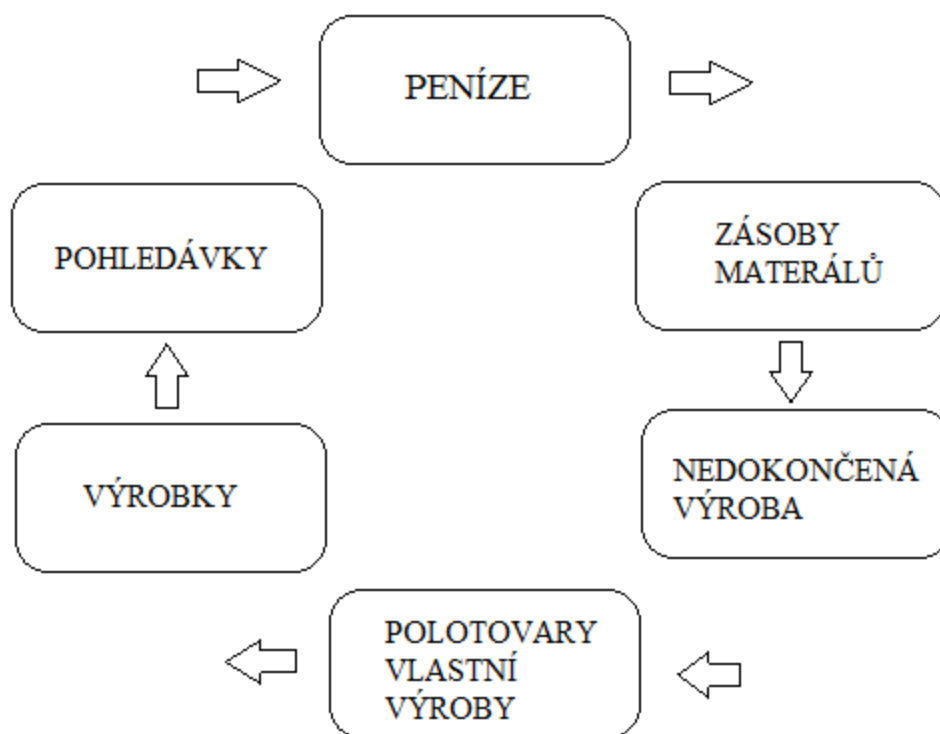 PENÍZE
POHLEDÁVKY
ZÁSOBY
MATERÁLŮ
VÝROBKY
NEDOKONČENÁ
VÝROBA
POLOTOVARY
VLASTNÍ
VÝROBY